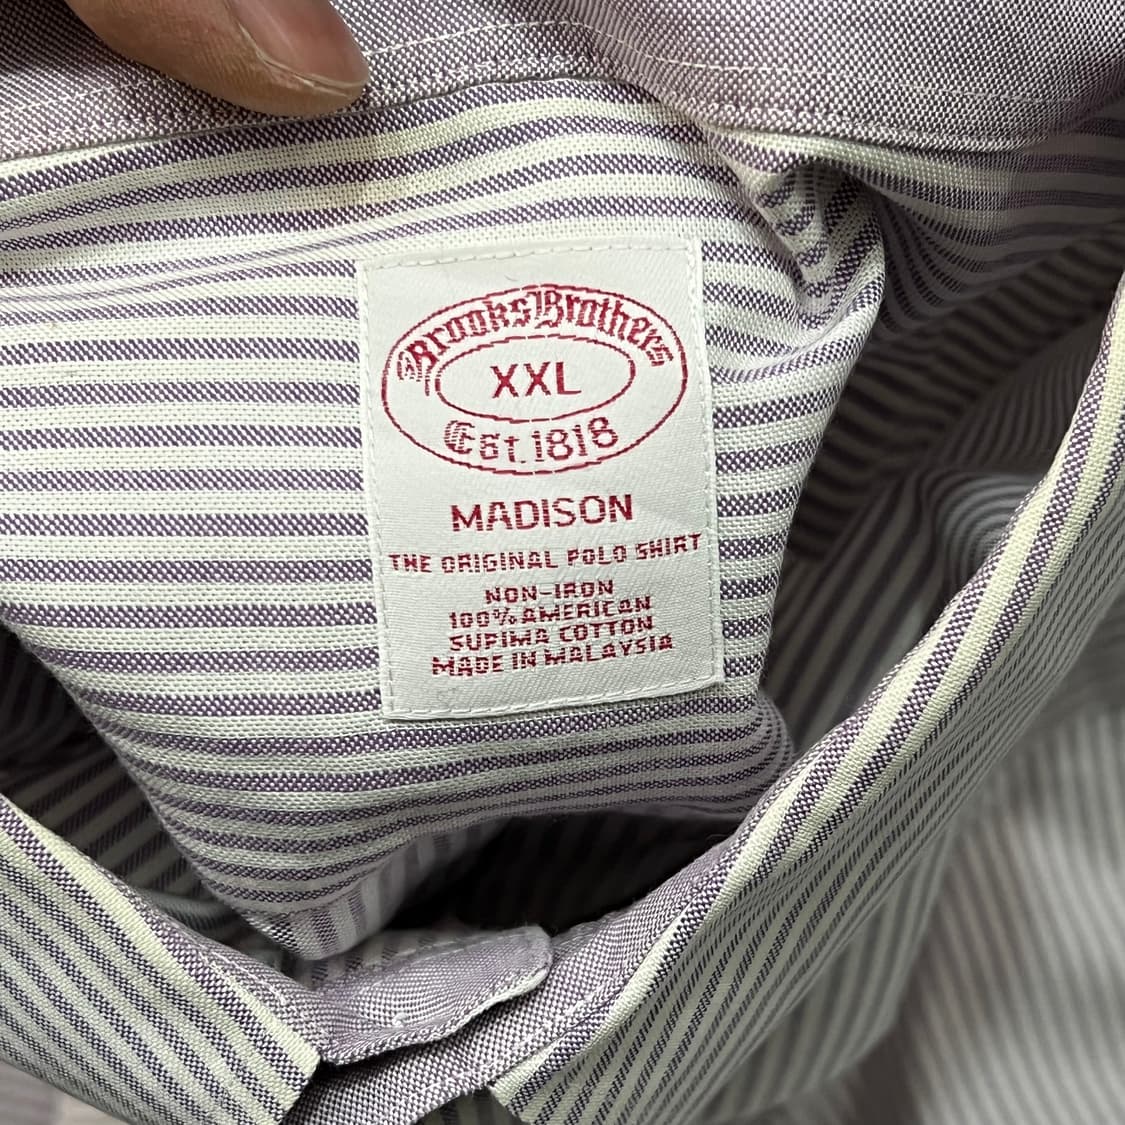 Brooks Brothers
XXL
Est. 1818
MADISON
THE ORIGINAL POLO SHIRT
NON-IRON
100% AMERICAN
SUPIMA COTTON
MADE IN MALAYSIA